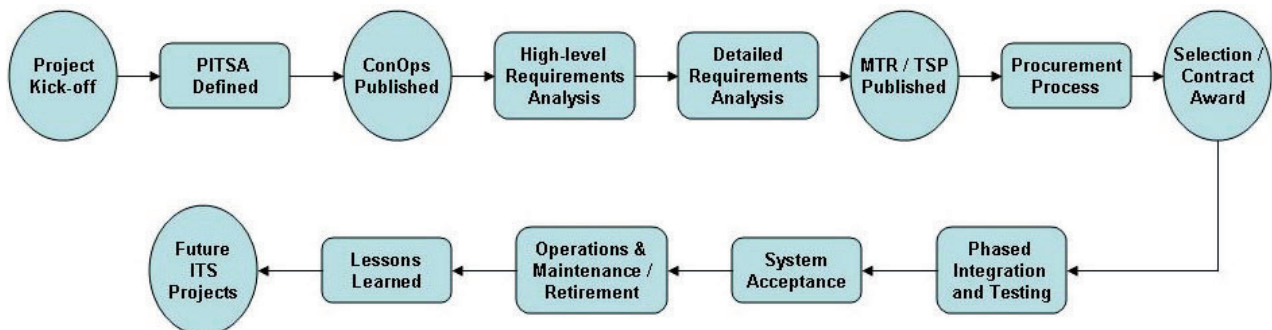 Project
Kick-off
PITSA
Defined
ConOps
Published
High-level
Requirements
Analysis
Detailed
Requirements
Analysis
MTR / TSP
Published
Procurement
Process
Selection /
Contract
Award
Future
ITS
Projects
Lessons
Learned
Operations &
Maintenance /
Retirement
System
Acceptance
Phased
Integration
and Testing